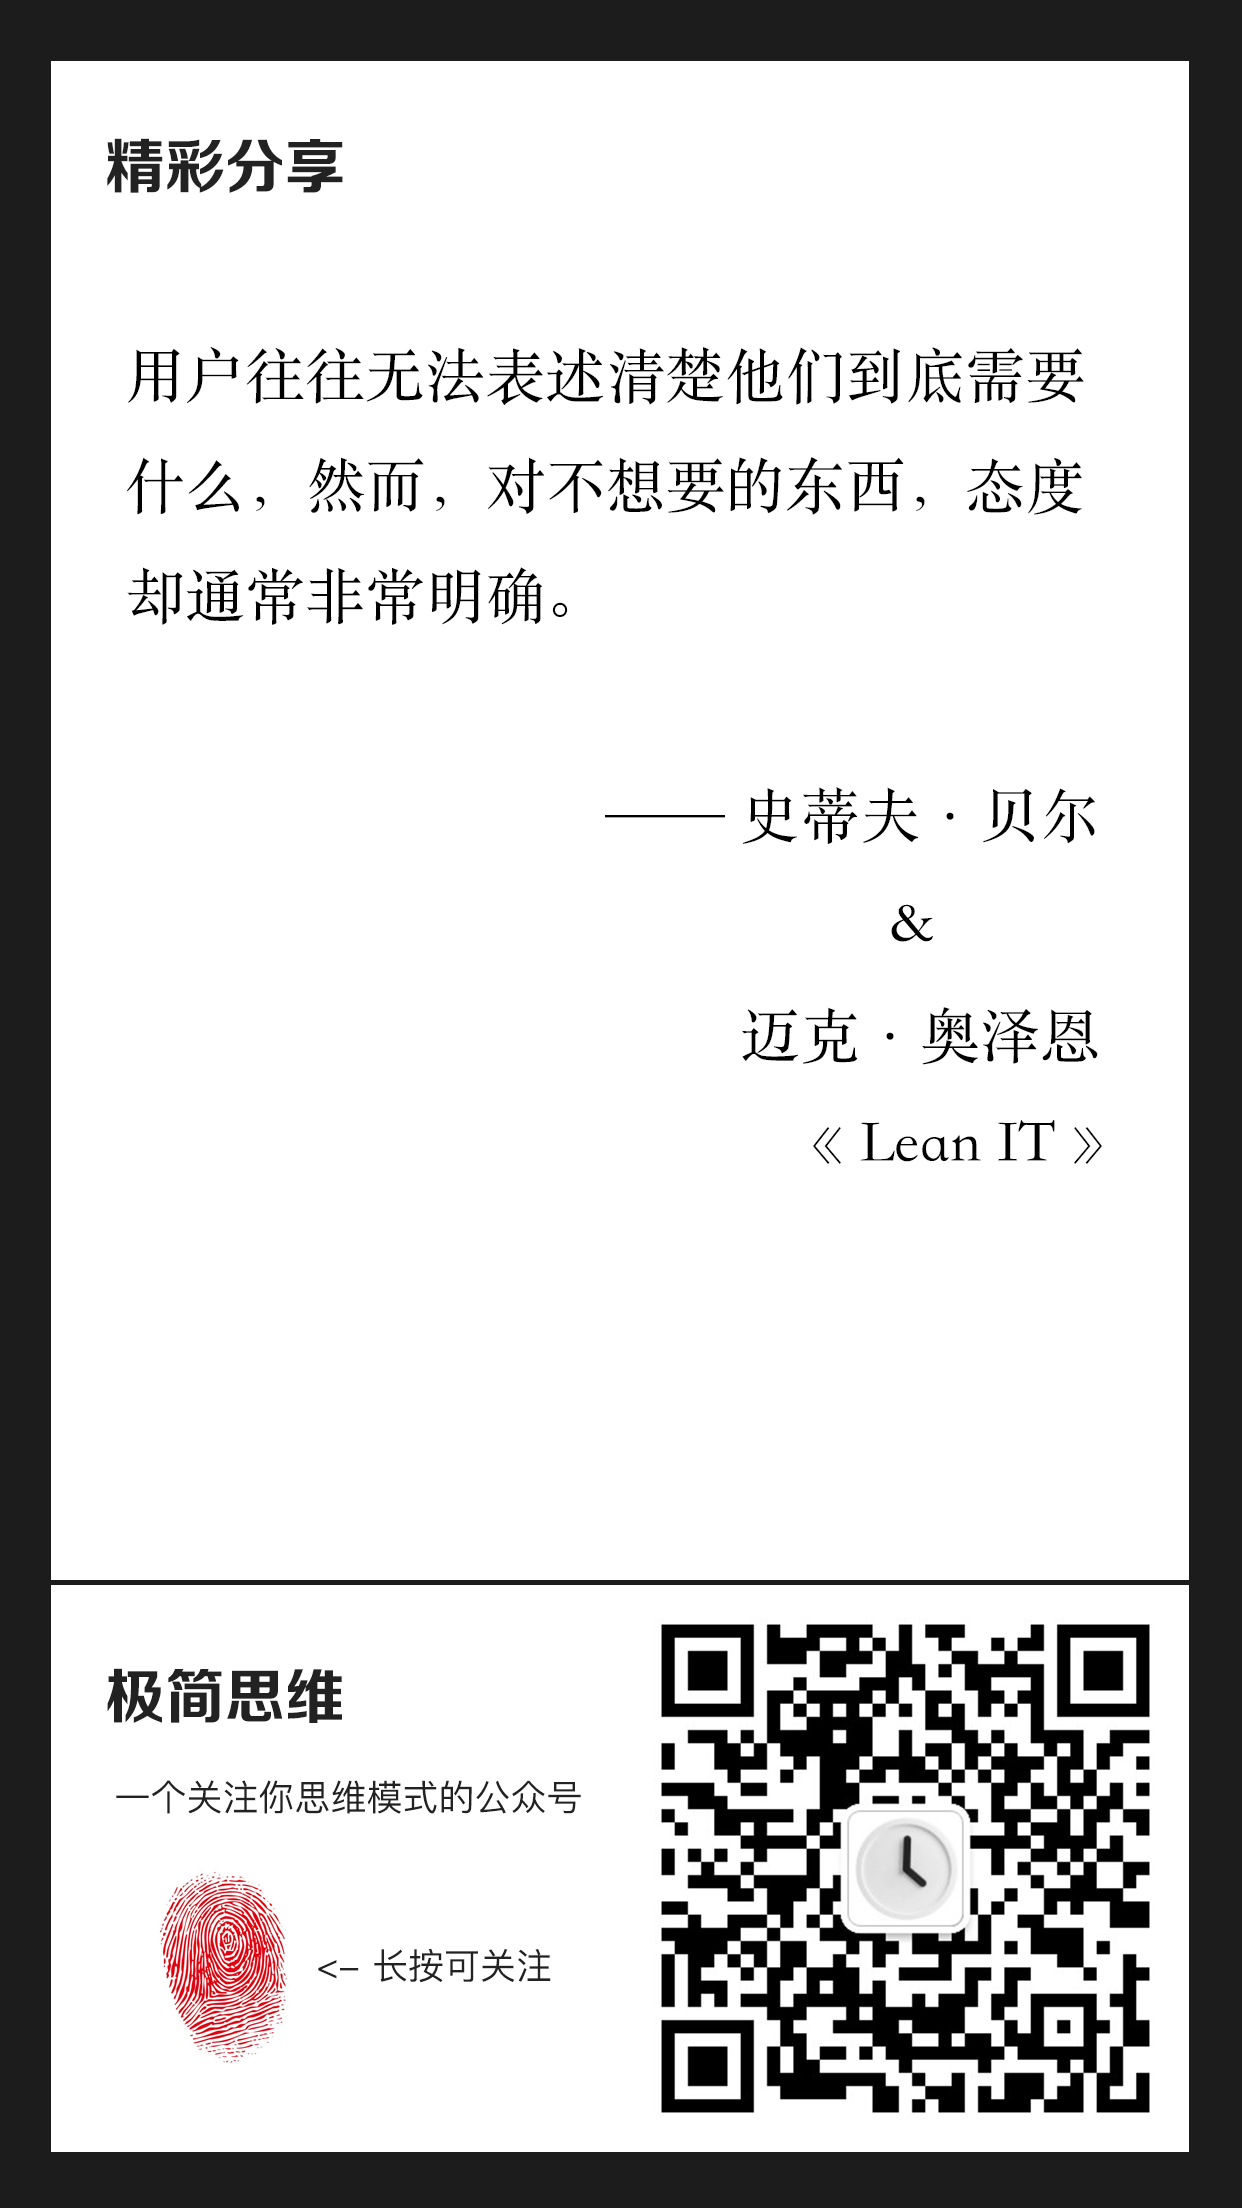 精彩分享
用户往往无法表述清楚他们到底需要
什么，然而，对不想要的东西，态度
却通常非常明确。
—— 史蒂夫 · 贝尔
&
迈克 · 奥泽恩
《 Lean IT 》
极简思维
一个关注你思维模式的公众号
<– 长按可关注